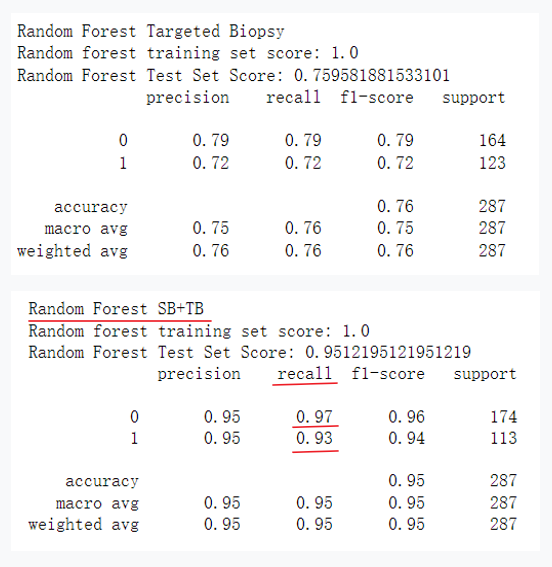 Random Forest Targeted Biopsy
Random forest training set score: 1.0
Random Forest Test Set Score: 0.759581881533101
precision recall f1-score support
0 0.79 0.79 0.79 164
1 0.72 0.72 0.72 123
accuracy 0.76 287
macro avg 0.75 0.76 0.75 287
weighted avg 0.76 0.76 0.76 287
Random Forest SB+TB
Random forest training set score: 1.0
Random Forest Test Set Score: 0.9512195121951219
precision recall f1-score support
0 0.95 0.97 0.96 174
1 0.95 0.93 0.94 113
accuracy 0.95 287
macro avg 0.95 0.95 0.95 287
weighted avg 0.95 0.95 0.95 287